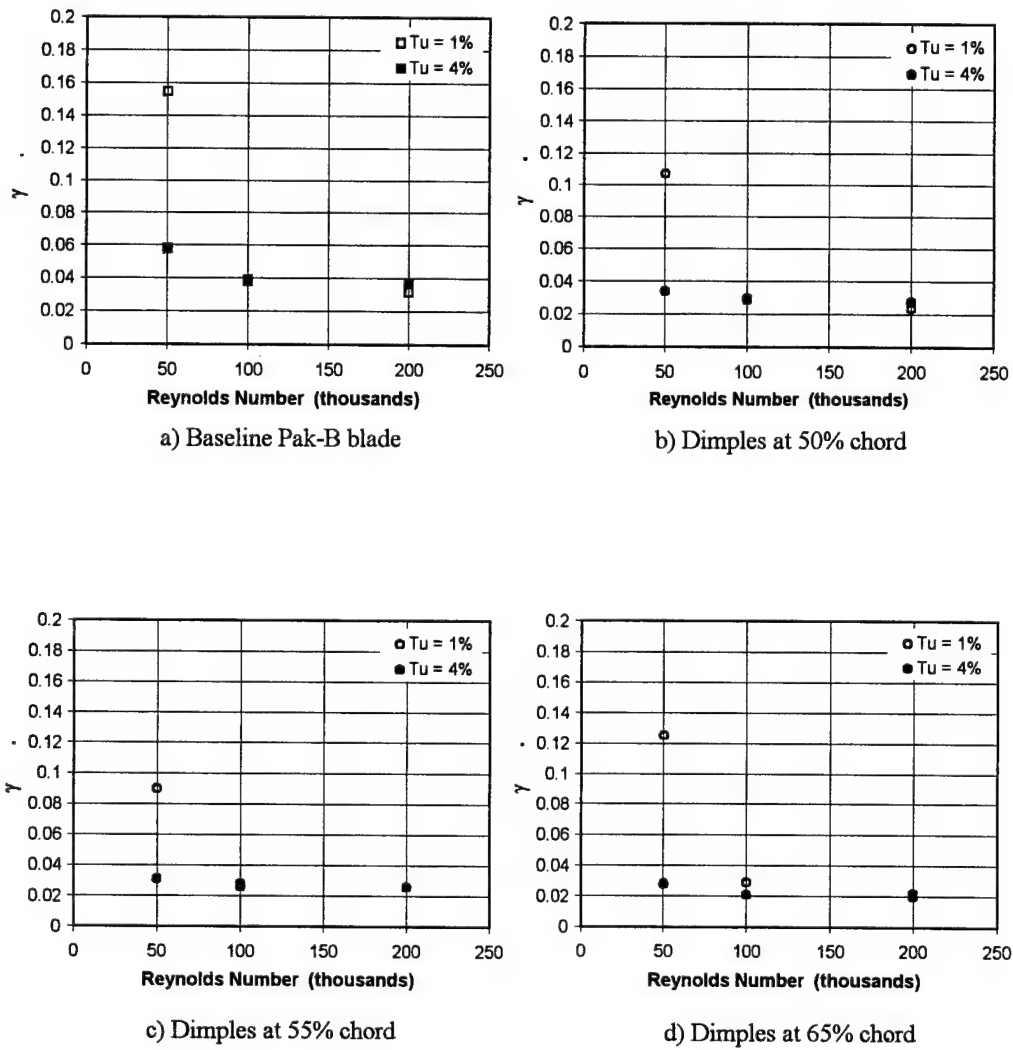 0.2
0.18
0.16
0.14
0.12
0.1
0.08
0.06
0.04
0.02
0
γ
Tu = 1%
Tu = 4%
0 50 100 150 200 250
Reynolds Number (thousands)
a) Baseline Pak-B blade
0.2
0.18
0.16
0.14
0.12
0.1
0.08
0.06
0.04
0.02
0
γ
Tu = 1%
Tu = 4%
0 50 100 150 200 250
Reynolds Number (thousands)
b) Dimples at 50% chord
0.2
0.18
0.16
0.14
0.12
0.1
0.08
0.06
0.04
0.02
0
γ
Tu = 1%
Tu = 4%
0 50 100 150 200 250
Reynolds Number (thousands)
c) Dimples at 55% chord
0.2
0.18
0.16
0.14
0.12
0.1
0.08
0.06
0.04
0.02
0
γ
Tu = 1%
Tu = 4%
0 50 100 150 200 250
Reynolds Number (thousands)
d) Dimples at 65% chord